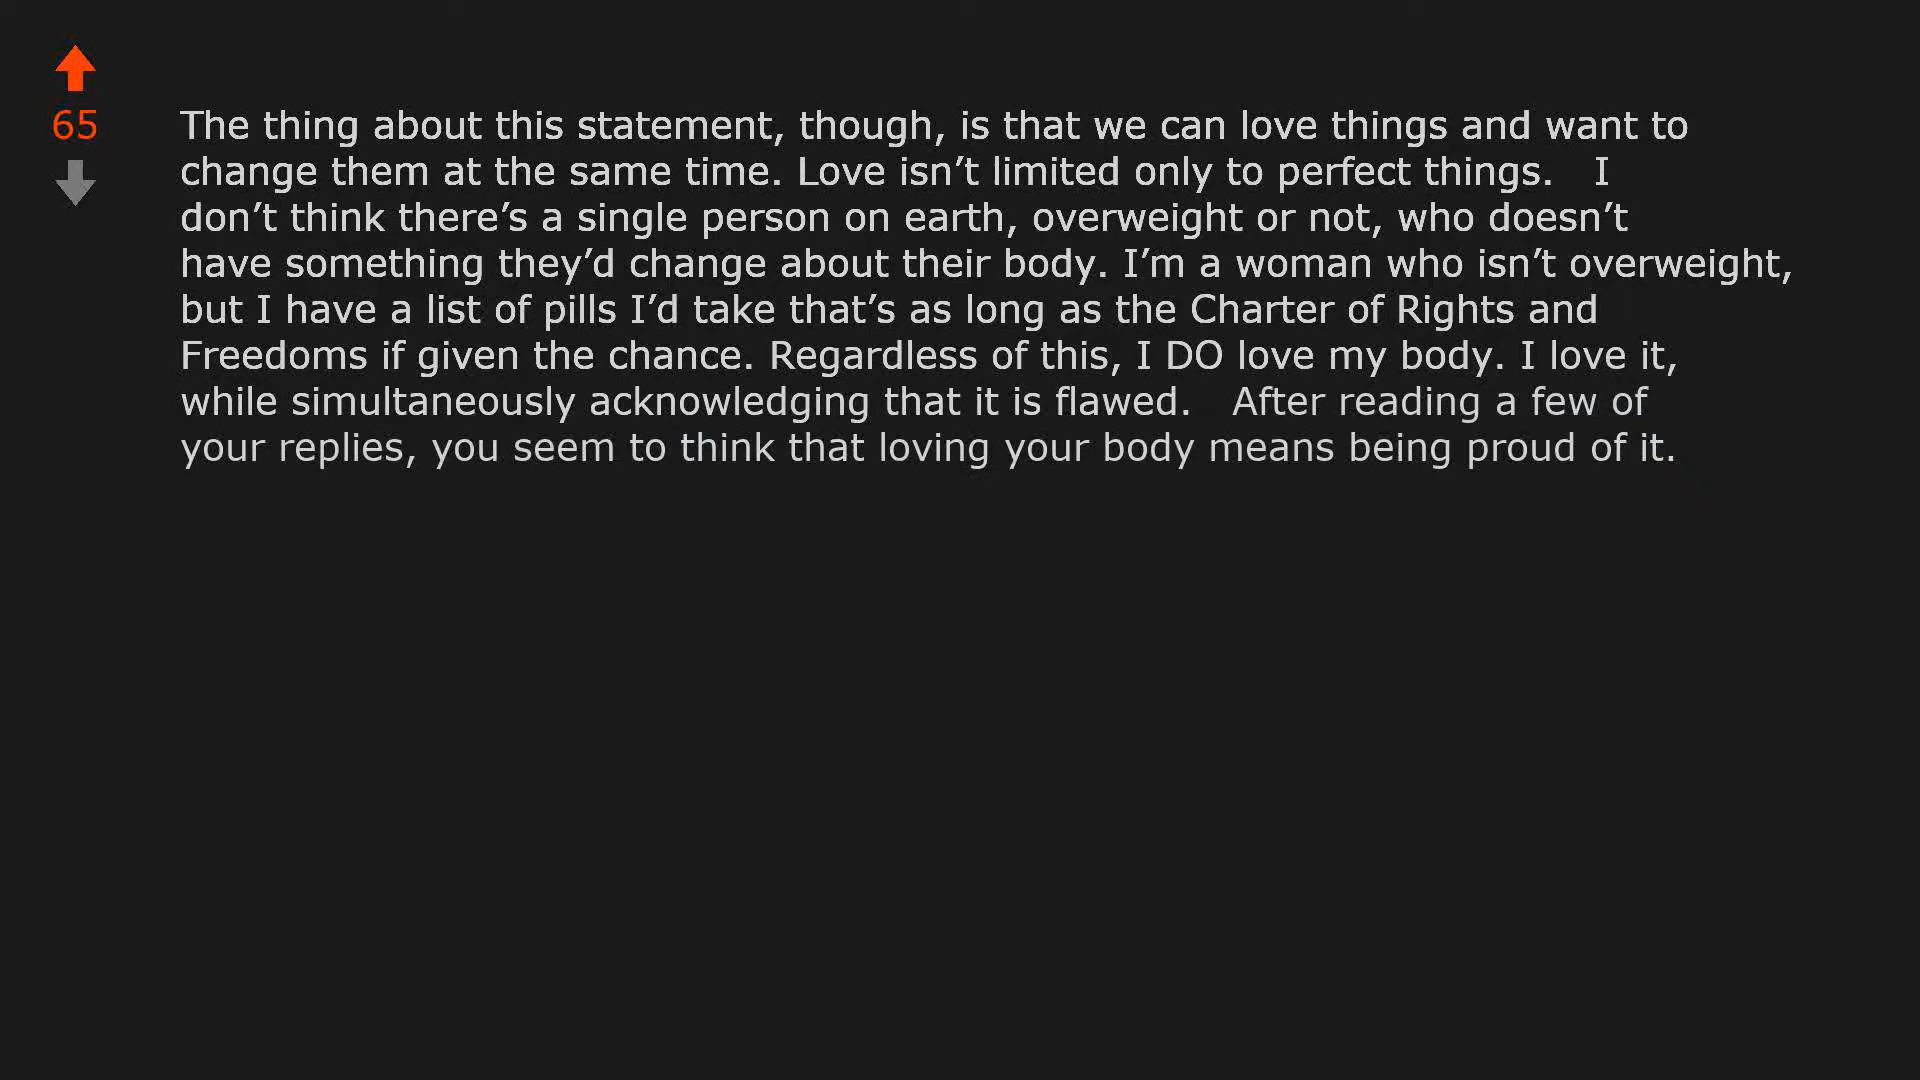 65
The thing about this statement, though, is that we can love things and want to
change them at the same time. Love isn’t limited only to perfect things.   I
don’t think there’s a single person on earth, overweight or not, who doesn’t
have something they’d change about their body. I’m a woman who isn’t overweight,
but I have a list of pills I’d take that’s as long as the Charter of Rights and
Freedoms if given the chance. Regardless of this, I DO love my body. I love it,
while simultaneously acknowledging that it is flawed.   After reading a few of
your replies, you seem to think that loving your body means being proud of it.